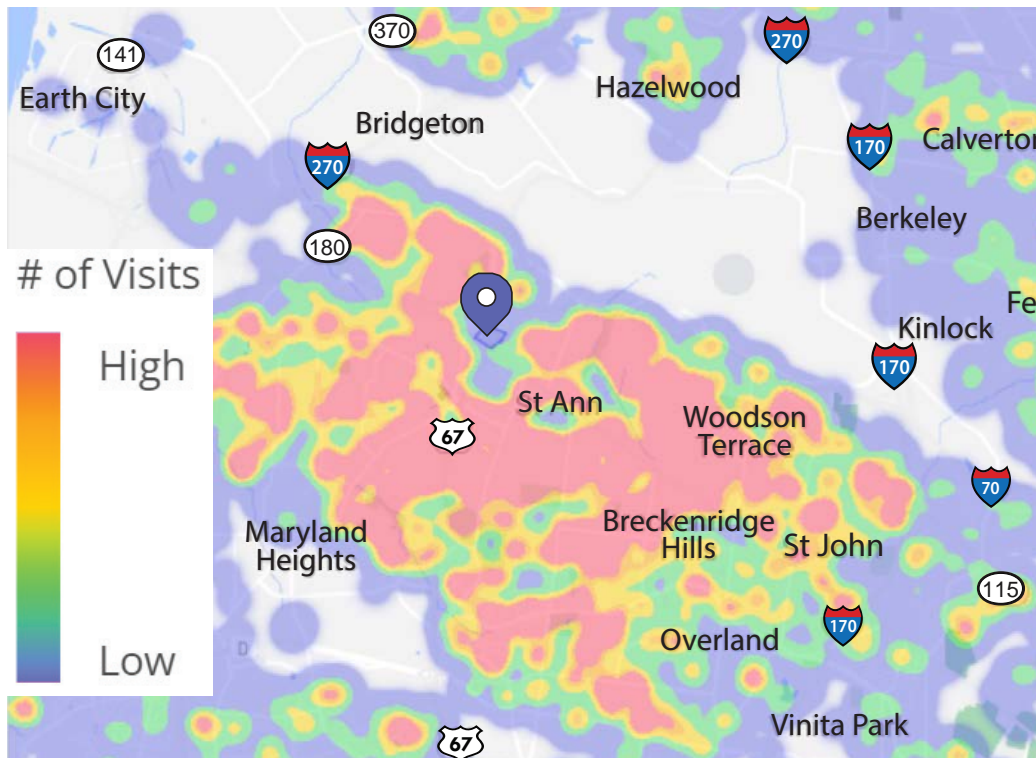 370
270
141
Earth City
Hazelwood
Bridgeton
270
170
Calverton
Berkeley
180
# of Visits
High
Low
Fe
Kinlock
170
St Ann
67
Woodson
Terrace
70
Breckenridge
Hills
St John
Maryland
Heights
115
170
Overland
Vinita Park
67